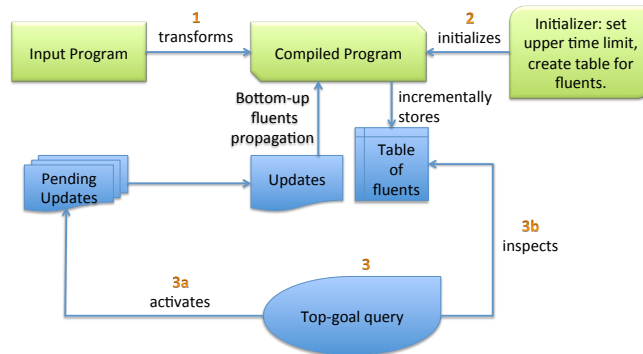 1
transforms
2
initializes
Input Program
Compiled Program
Initializer: set
upper time limit,
create table for
fluents.
Bottom-up
fluents
propagation
incrementally
stores
Pending
Updates
Updates
Table
of
fluents
3b
inspects
3a
activates
3
Top-goal query